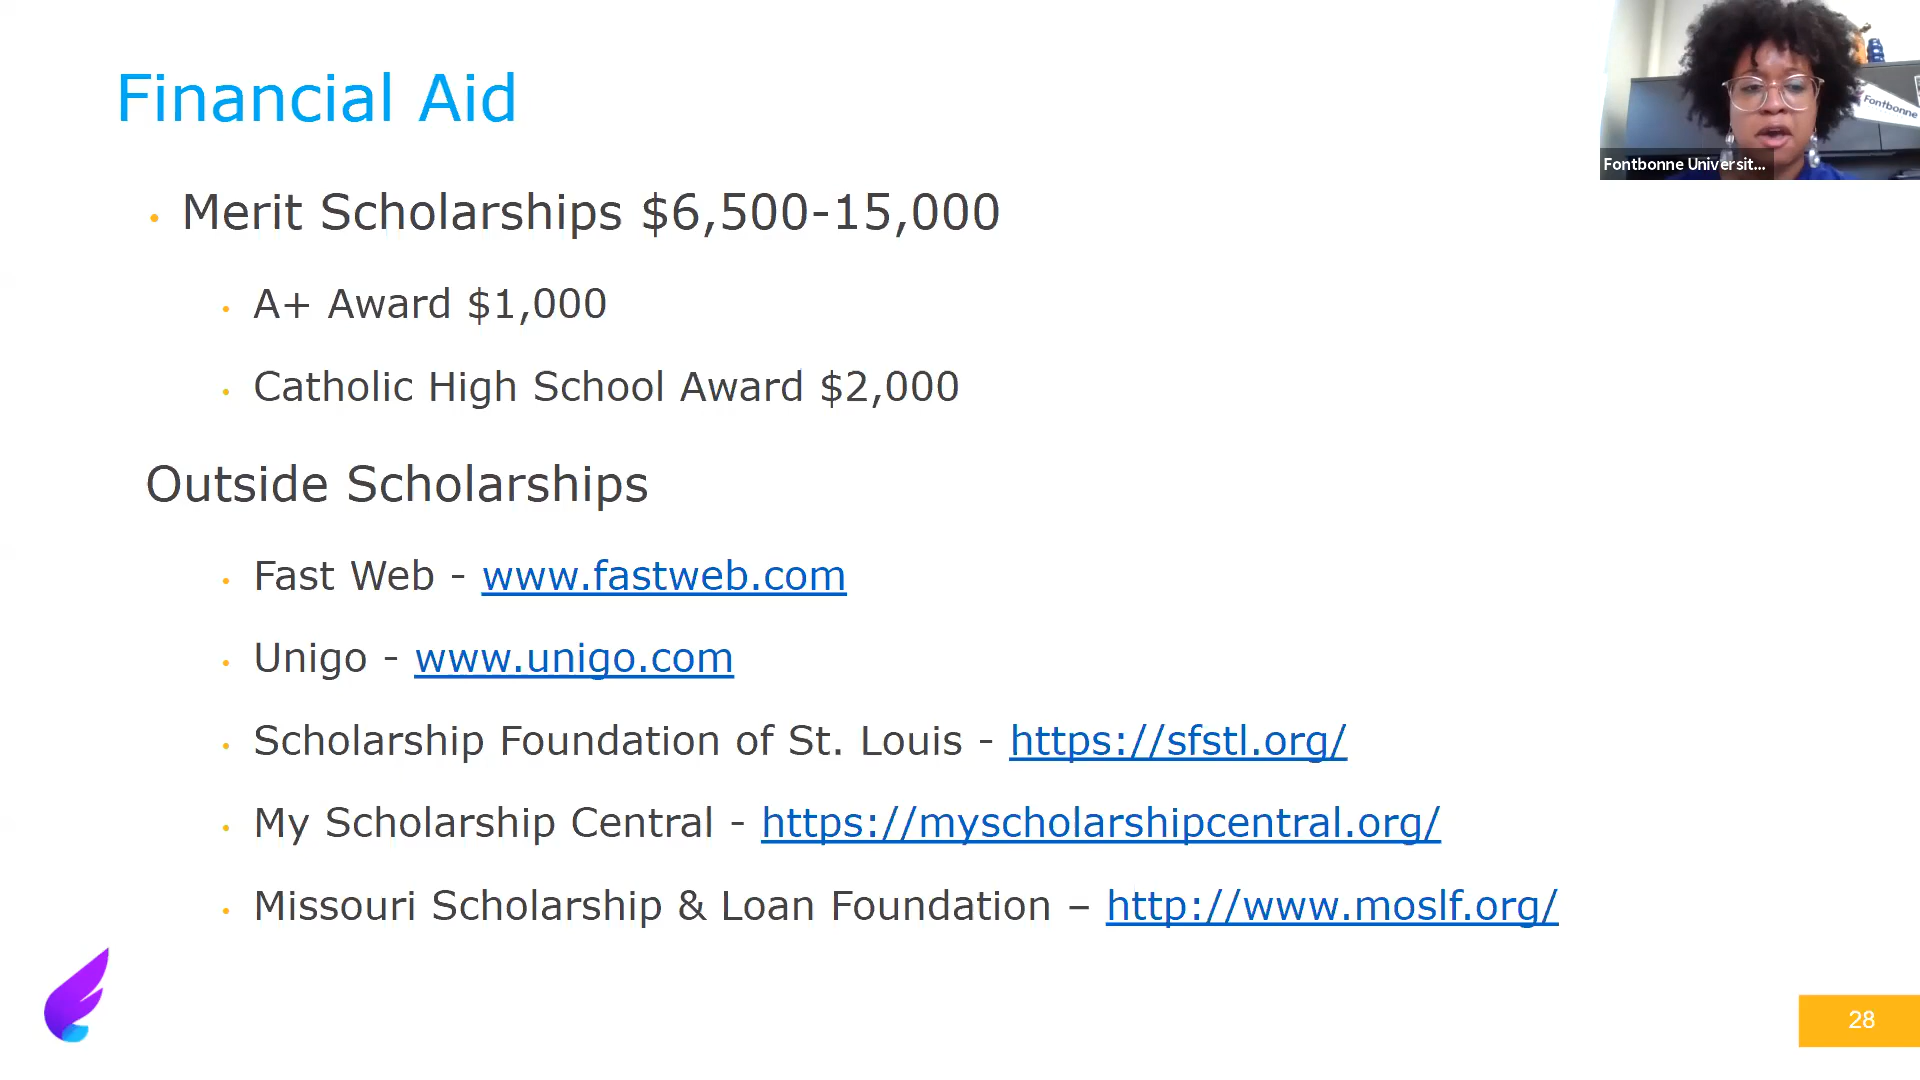 Financial Aid
Fontbonne
Fontbonne Universit...
• Merit Scholarships $6,500-15,000
• A+ Award $1,000
• Catholic High School Award $2,000
Outside Scholarships
• Fast Web - www.fastweb.com
• Unigo - www.unigo.com
• Scholarship Foundation of St. Louis - https://sfstl.org/
• My Scholarship Central - https://myscholarshipcentral.org/
• Missouri Scholarship & Loan Foundation – http://www.moslf.org/
28